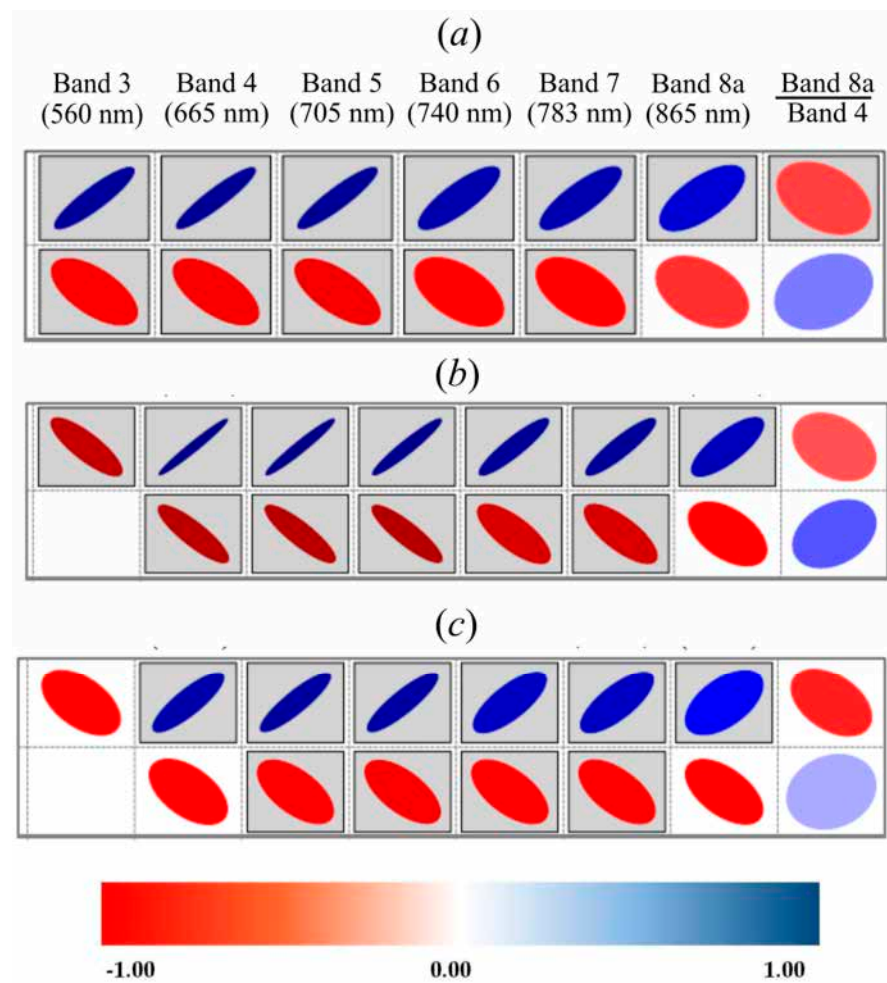 (a)
Band 3 Band 4 Band 5 Band 6 Band 7 Band 8a Band 8a
(560 nm) (665 nm) (705 nm) (740 nm) (783 nm) (865 nm) Band 4
(b)
(c)
-1.00 0.00 1.00